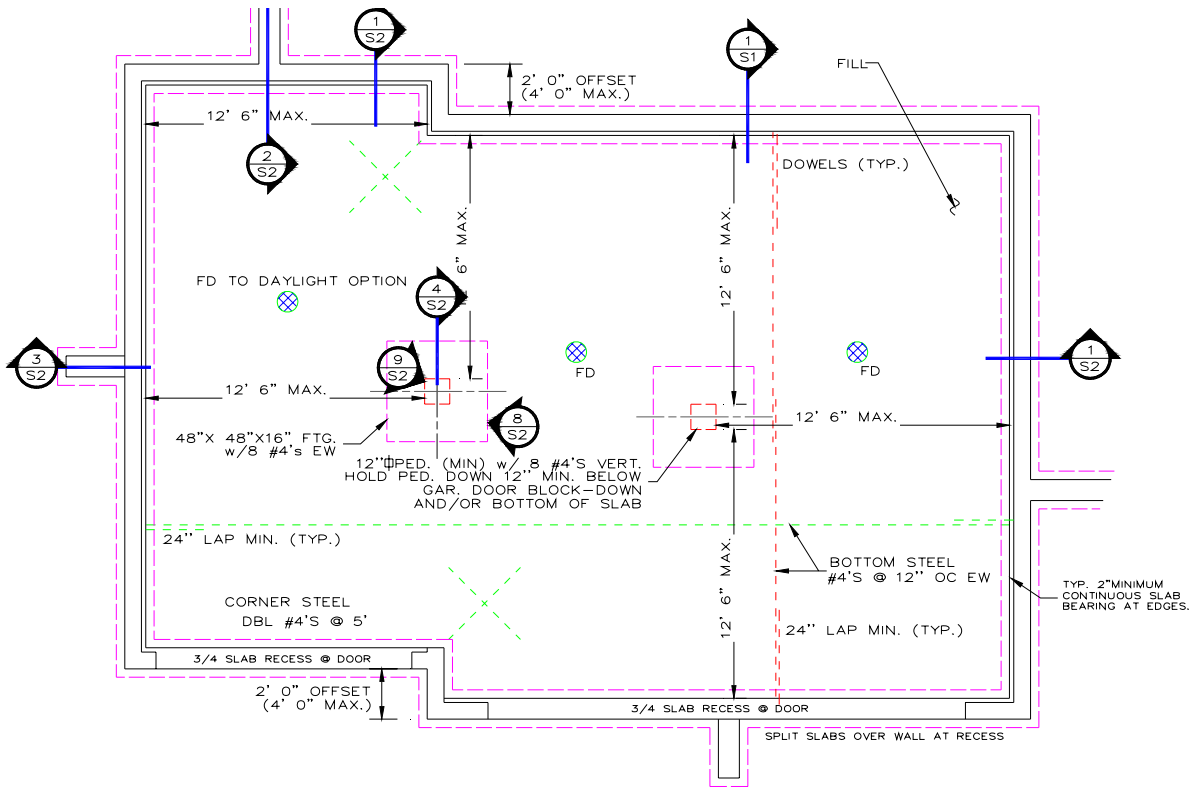 1
S2
1
S1
2' 0" OFFSET
(4' 0" MAX.)
FILL
12' 6" MAX.
2
S2
DOWELS (TYP.)
6" MAX.
12' 6" MAX.
FD TO DAYLIGHT OPTION
4
S2
3
S2
9
S2
FD
FD
1
S2
12' 6" MAX.
12' 6" MAX.
8
S2
48"X 48"X16" FTG.
w/8 #4's EW
12" PED. (MIN) w/ 8 #4'S VERT.
HOLD PED. DOWN 12" MIN. BELOW
GAR. DOOR BLOCK-DOWN
AND/OR BOTTOM OF SLAB
24" LAP MIN. (TYP.)
12' 6" MAX.
BOTTOM STEEL
#4'S @ 12" OC EW
TYP. 2"MINIMUM
CONTINUOUS SLAB
BEARING AT EDGES.
CORNER STEEL
DBL #4'S @ 5'
24" LAP MIN. (TYP.)
3/4 SLAB RECESS @ DOOR
2' 0" OFFSET
(4' 0" MAX.)
3/4 SLAB RECESS @ DOOR
SPLIT SLABS OVER WALL AT RECESS